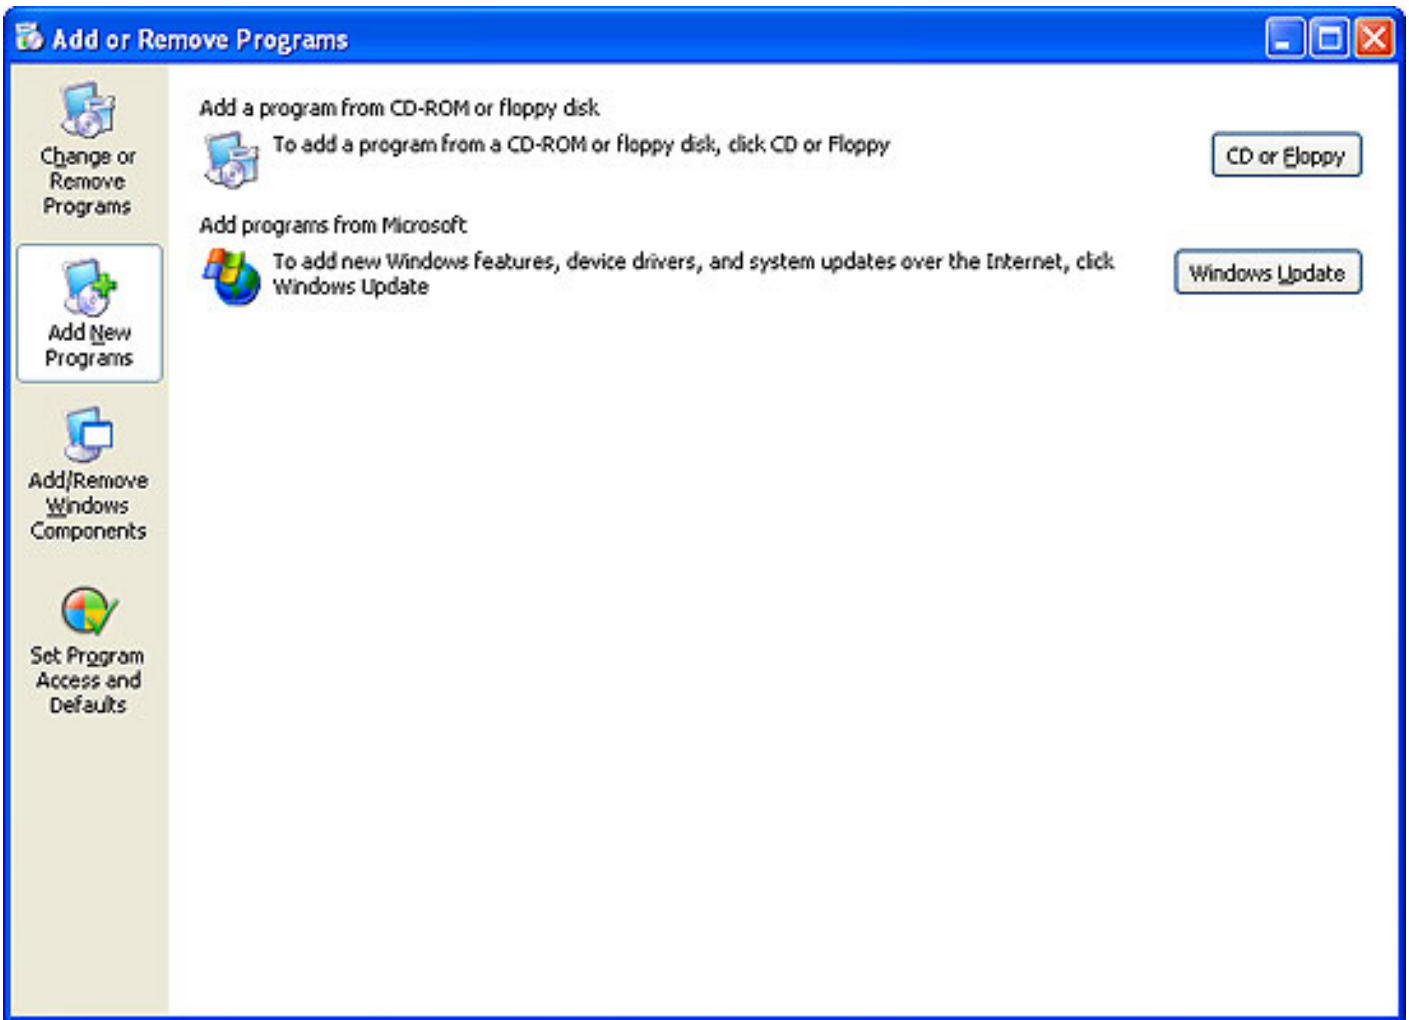 Add or Remove Programs
Change or
Remove
Programs
Add New
Programs
Add/Remove
Windows
Components
Set Program
Access and
Defaults
Add a program from CD-ROM or floppy disk
To add a program from a CD-ROM or floppy disk, click CD or Floppy
CD or Floppy
Add programs from Microsoft
To add new Windows features, device drivers, and system updates over the Internet, click
Windows Update
Windows Update